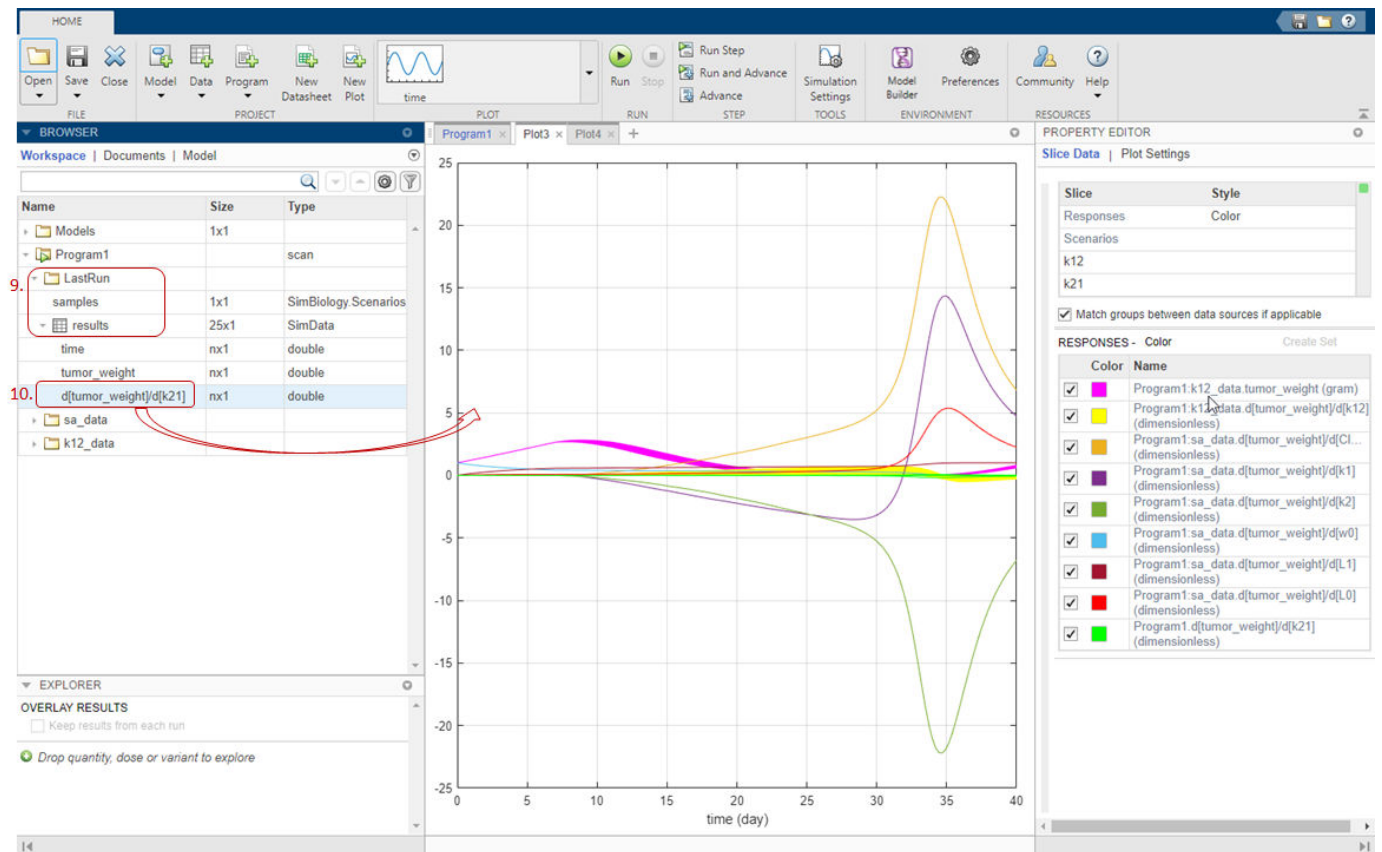 HOME
Open
Save
Close
Model
Data
Program
New
Datasheet
New
Plot
time
Run
Stop
Run Step
Run and Advance
Advance
Simulation
Settings
Model
Builder
Preferences
Community
Help
FILE
PROJECT
PLOT
RUN
STEP
TOOLS
ENVIRONMENT
RESOURCES
BROWSER
Workspace | Documents | Model
Name Size Type
Models 1x1
Program1 scan
9.
LastRun
samples 1x1 SimBiology.Scenarios
results 25x1 SimData
time nx1 double
tumor_weight nx1 double
10.
d[tumor_weight]/d[k21] nx1 double
sa_data
k12_data
EXPLORER
OVERLAY RESULTS
Keep results from each run
Drop quantity, dose or variant to explore
Program1 × Plot3 × Plot4 × +
25
20
15
10
5
0
-5
-10
-15
-20
-25
0 5 10 15 20 25 30 35 40
time (day)
PROPERTY EDITOR
Slice Data | Plot Settings
Slice Style
Responses Color
Scenarios
k12
k21
Match groups between data sources if applicable
RESPONSES - Color Create Set
Color Name
Program1:k12_data.tumor_weight (gram)
Program1:k12_data.d[tumor_weight]/d[k12]
(dimensionless)
Program1:sa_data.d[tumor_weight]/d[Cl...
(dimensionless)
Program1:sa_data.d[tumor_weight]/d[k1]
(dimensionless)
Program1:sa_data.d[tumor_weight]/d[k2]
(dimensionless)
Program1:sa_data.d[tumor_weight]/d[w0]
(dimensionless)
Program1:sa_data.d[tumor_weight]/d[L1]
(dimensionless)
Program1:sa_data.d[tumor_weight]/d[L0]
(dimensionless)
Program1.d[tumor_weight]/d[k21]
(dimensionless)